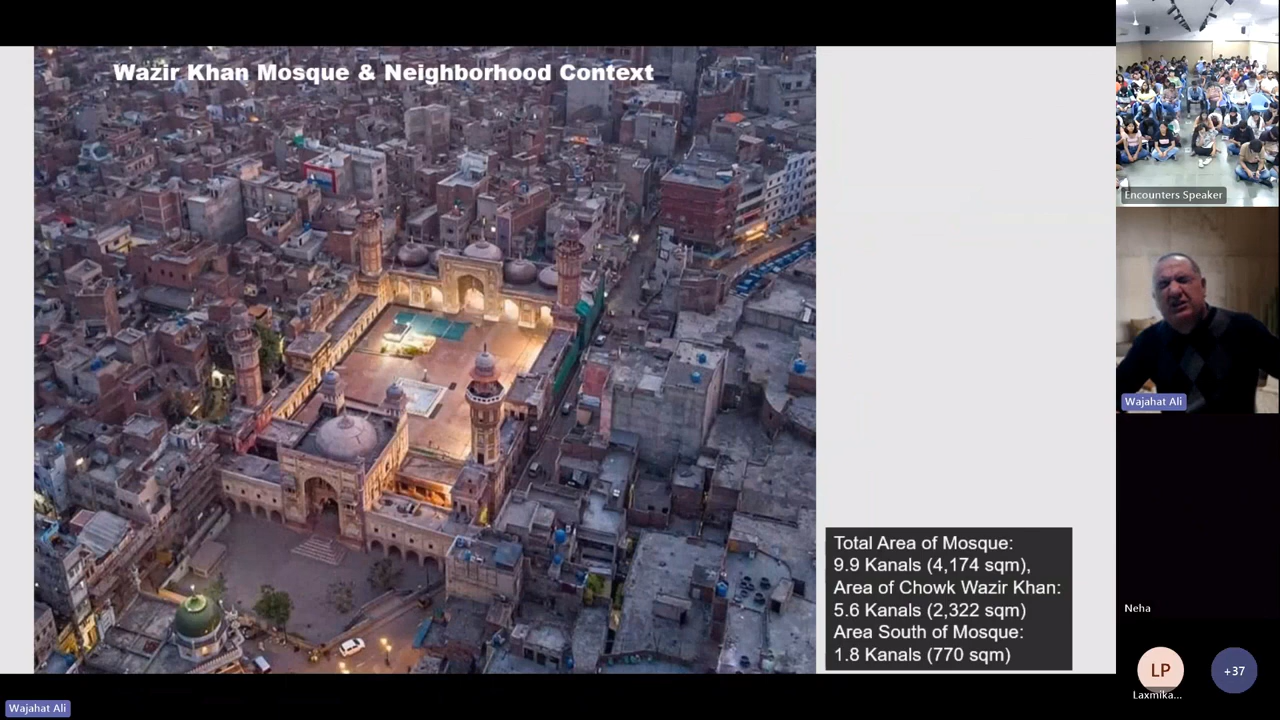 Wazir Khan Mosque & Neighborhood Context
Total Area of Mosque:
9.9 Kanals (4,174 sqm),
Area of Chowk Wazir Khan:
5.6 Kanals (2,322 sqm)
Area South of Mosque:
1.8 Kanals (770 sqm)
Encounters Speaker
Wajahat Ali
Neha
LP
Laxmika...
+37
Wajahat Ali